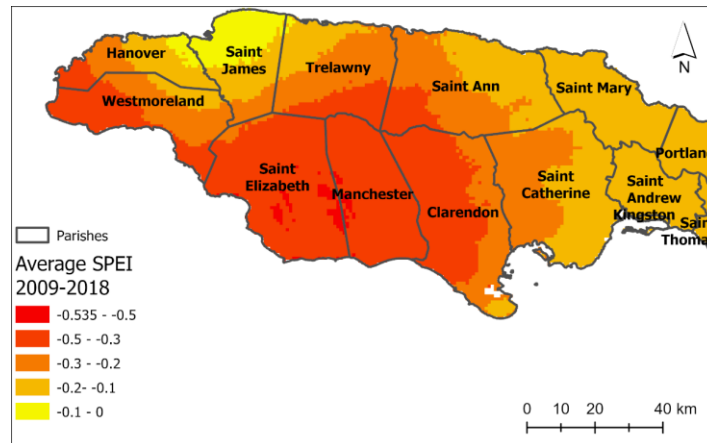 Hanover
Saint
James
Trelawny
Westmoreland
Saint Ann
Saint Mary
N
Portland
Saint
Elizabeth
Manchester
Clarendon
Saint
Catherine
Saint
Andrew
Kingston
Sain
Thoma
Parishes
Average SPEI
2009-2018
-0.535 - -0.5
-0.5 - -0.3
-0.3 - -0.2
-0.2- -0.1
-0.1 - 0
0 10 20 40 km